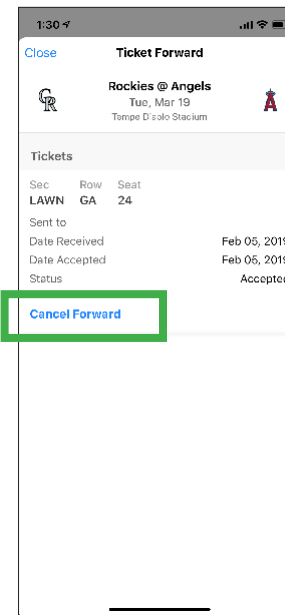 1:30
Close Ticket Forward
Rockies @ Angels
Tue, Mar 19
Tempe Diablo Stadium
Tickets
Sec Row Seat
LAWN GA 24
Sent to
Date Received Feb 05, 2019
Date Accepted Feb 05, 2019
Status Accepted
Cancel Forward